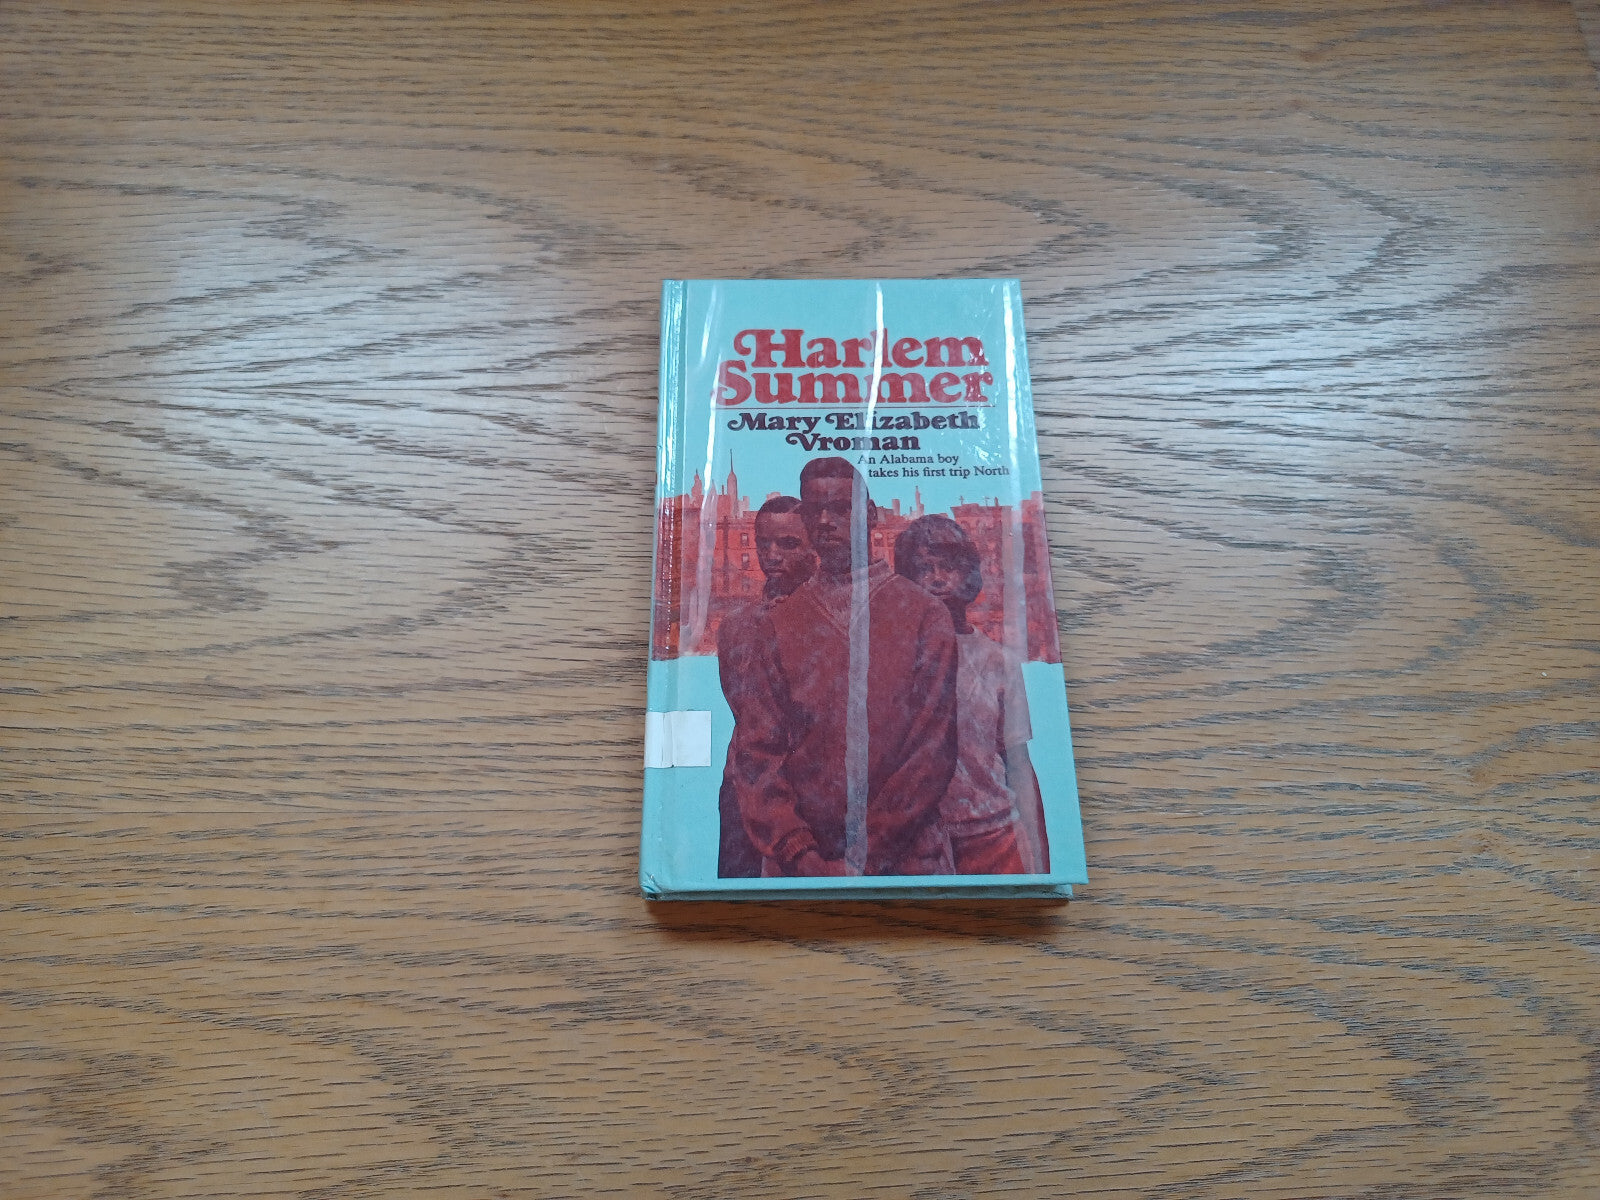 Harlem
Summer
Mary Elizabeth
Vroman
An Alabama boy
takes his first trip North